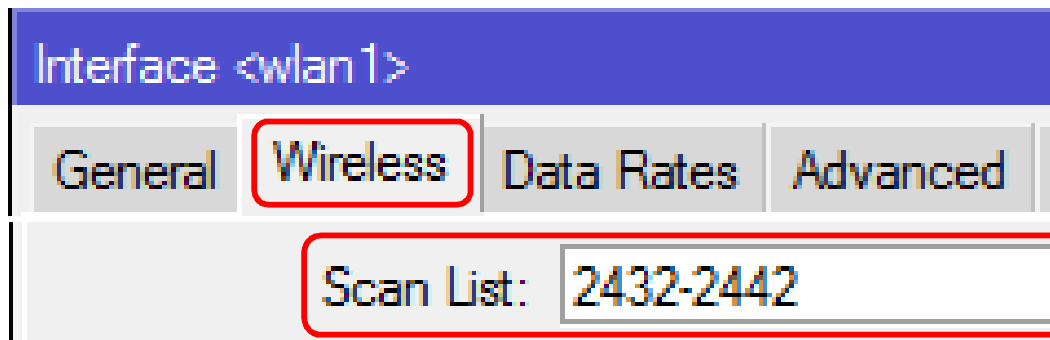 Interface <wlan1>
General Wireless Data Rates Advanced
Scan List: 2432-2442